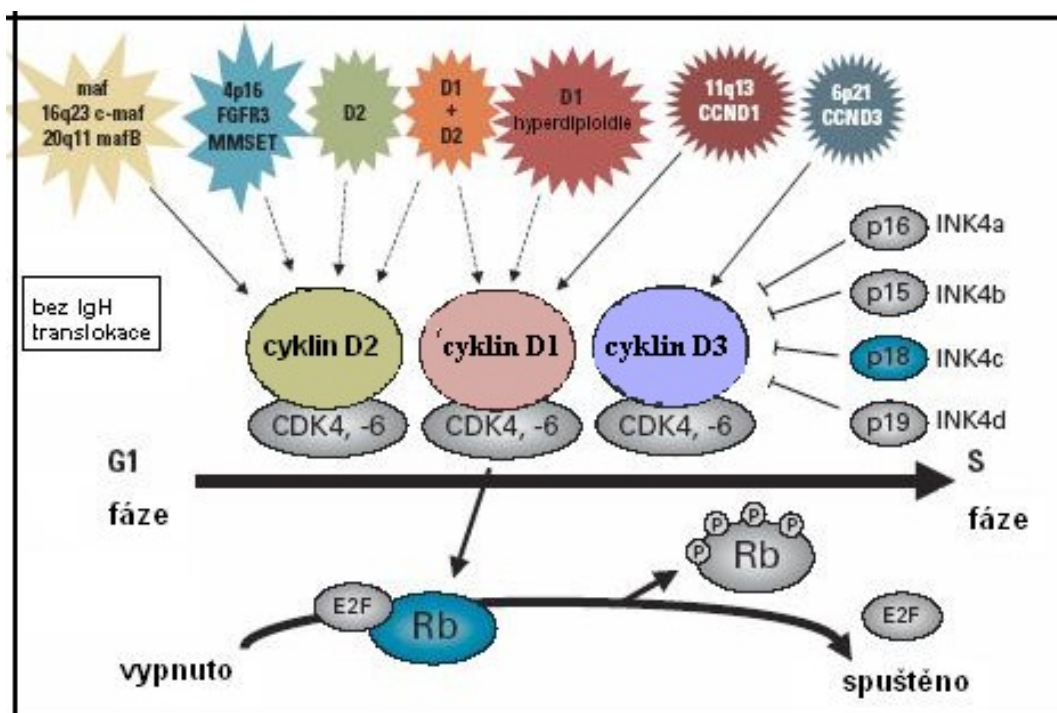 maf
16q23 c-maf
20q11 mafB
4p16
FGFR3
MMSET
D2
D1
+
D2
D1
hyperdiploidie
11q13
CCND1
6p21
CCND3
p16 INK4a
p15 INK4b
p18 INK4c
p19 INK4d
bez IgH
translokace
cyklin D2
'cyklin D1
cyklin D3
CDK4, -6
CDK4, -6
CDK4, -6
G1
fáze
S
fáze
P
P
P
P
Rb
E2F
Rb
E2F
vypnuto
spuštěno